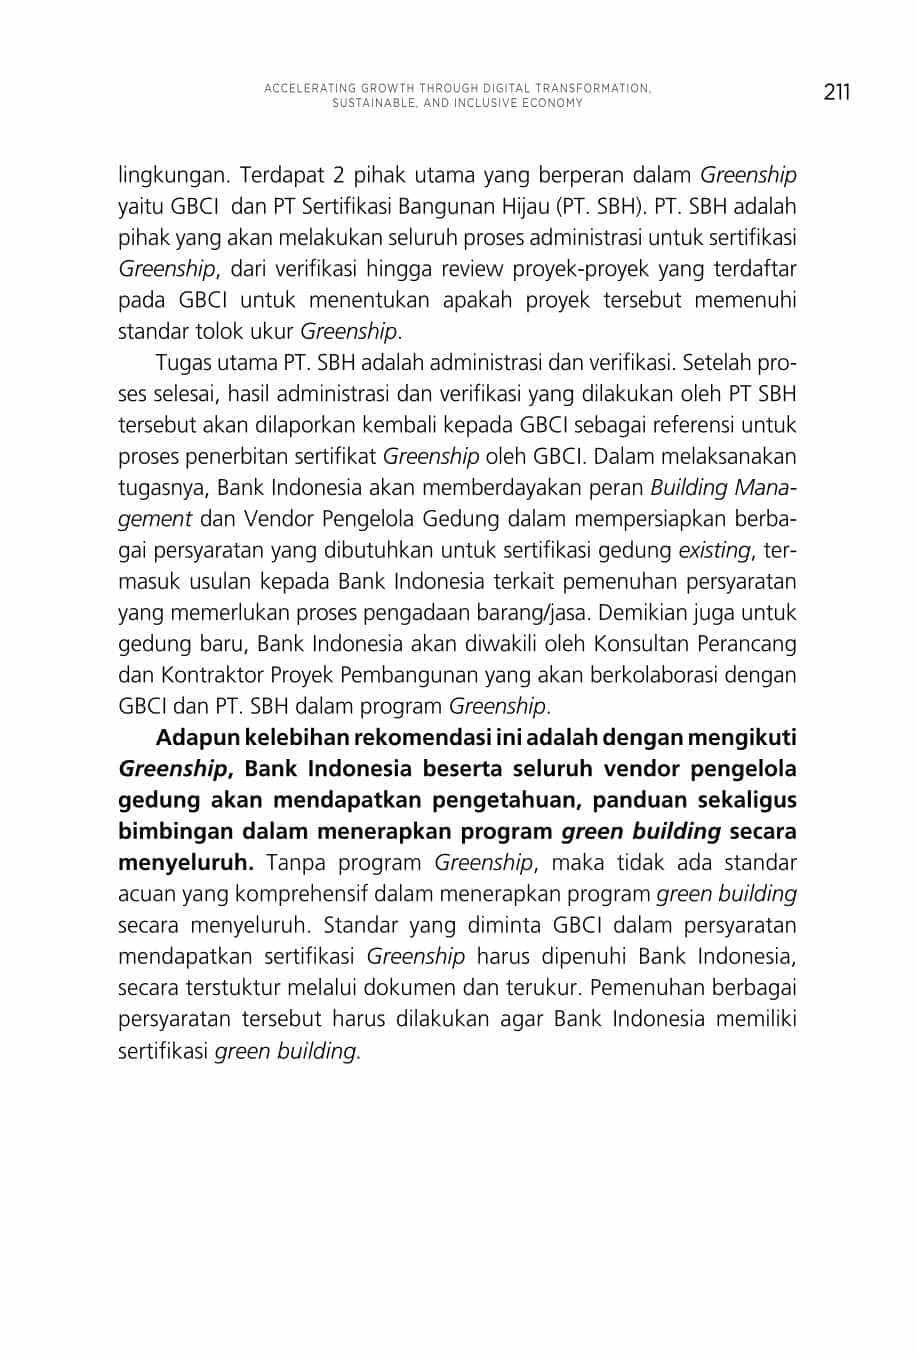 ACCELERATING GROWTH THROUGH DIGITAL TRANSFORMATION,
SUSTAINABLE, AND INCLUSIVE ECONOMY
211
lingkungan. Terdapat 2 pihak utama yang berperan dalam Greenship
yaitu GBCI dan PT Sertifikasi Bangunan Hijau (PT. SBH). PT. SBH adalah
pihak yang akan melakukan seluruh proses administrasi untuk sertifikasi
Greenship, dari verifikasi hingga review proyek-proyek yang terdaftar
pada GBCI untuk menentukan apakah proyek tersebut memenuhi
standar tolok ukur Greenship.
Tugas utama PT. SBH adalah administrasi dan verifikasi. Setelah pro-
ses selesai, hasil administrasi dan verifikasi yang dilakukan oleh PT SBH
tersebut akan dilaporkan kembali kepada GBCI sebagai referensi untuk
proses penerbitan sertifikat Greenship oleh GBCI. Dalam melaksanakan
tugasnya, Bank Indonesia akan memberdayakan peran Building Mana-
gement dan Vendor Pengelola Gedung dalam mempersiapkan berba-
gai persyaratan yang dibutuhkan untuk sertifikasi gedung existing, ter-
masuk usulan kepada Bank Indonesia terkait pemenuhan persyaratan
yang memerlukan proses pengadaan barang/jasa. Demikian juga untuk
gedung baru, Bank Indonesia akan diwakili oleh Konsultan Perancang
dan Kontraktor Proyek Pembangunan yang akan berkolaborasi dengan
GBCI dan PT. SBH dalam program Greenship.
Adapun kelebihan rekomendasi ini adalah dengan mengikuti
Greenship, Bank Indonesia beserta seluruh vendor pengelola
gedung akan mendapatkan pengetahuan, panduan sekaligus
bimbingan dalam menerapkan program green building secara
menyeluruh. Tanpa program Greenship, maka tidak ada standar
acuan yang komprehensif dalam menerapkan program green building
secara menyeluruh. Standar yang diminta GBCI dalam persyaratan
mendapatkan sertifikasi Greenship harus dipenuhi Bank Indonesia,
secara terstuktur melalui dokumen dan terukur. Pemenuhan berbagai
persyaratan tersebut harus dilakukan agar Bank Indonesia memiliki
sertifikasi green building.